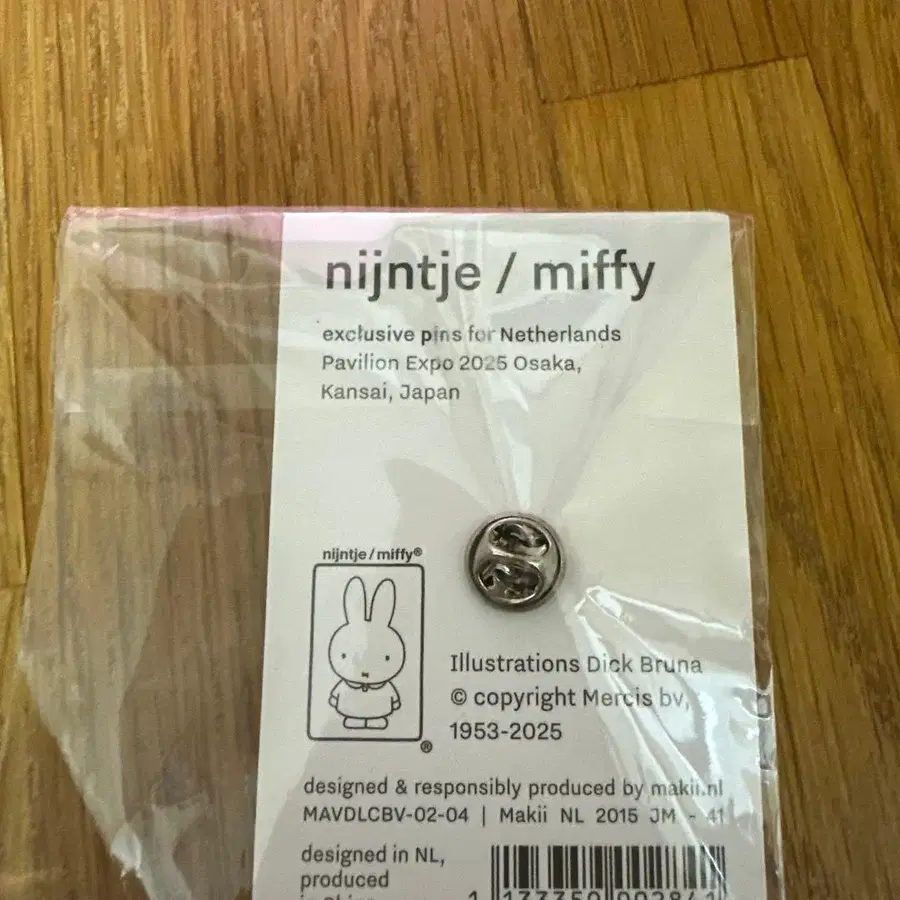 nijntje / miffy
exclusive pins for Netherlands
Pavilion Expo 2025 Osaka,
Kansai, Japan
nijntje / miffy®
®
Illustrations Dick Bruna
© copyright Mercis bv,
1953-2025
designed & responsibly produced by makii.nl
MAVDLCBV-02-04 | Makii NL 2015 JM - 41
designed in NL,
produced